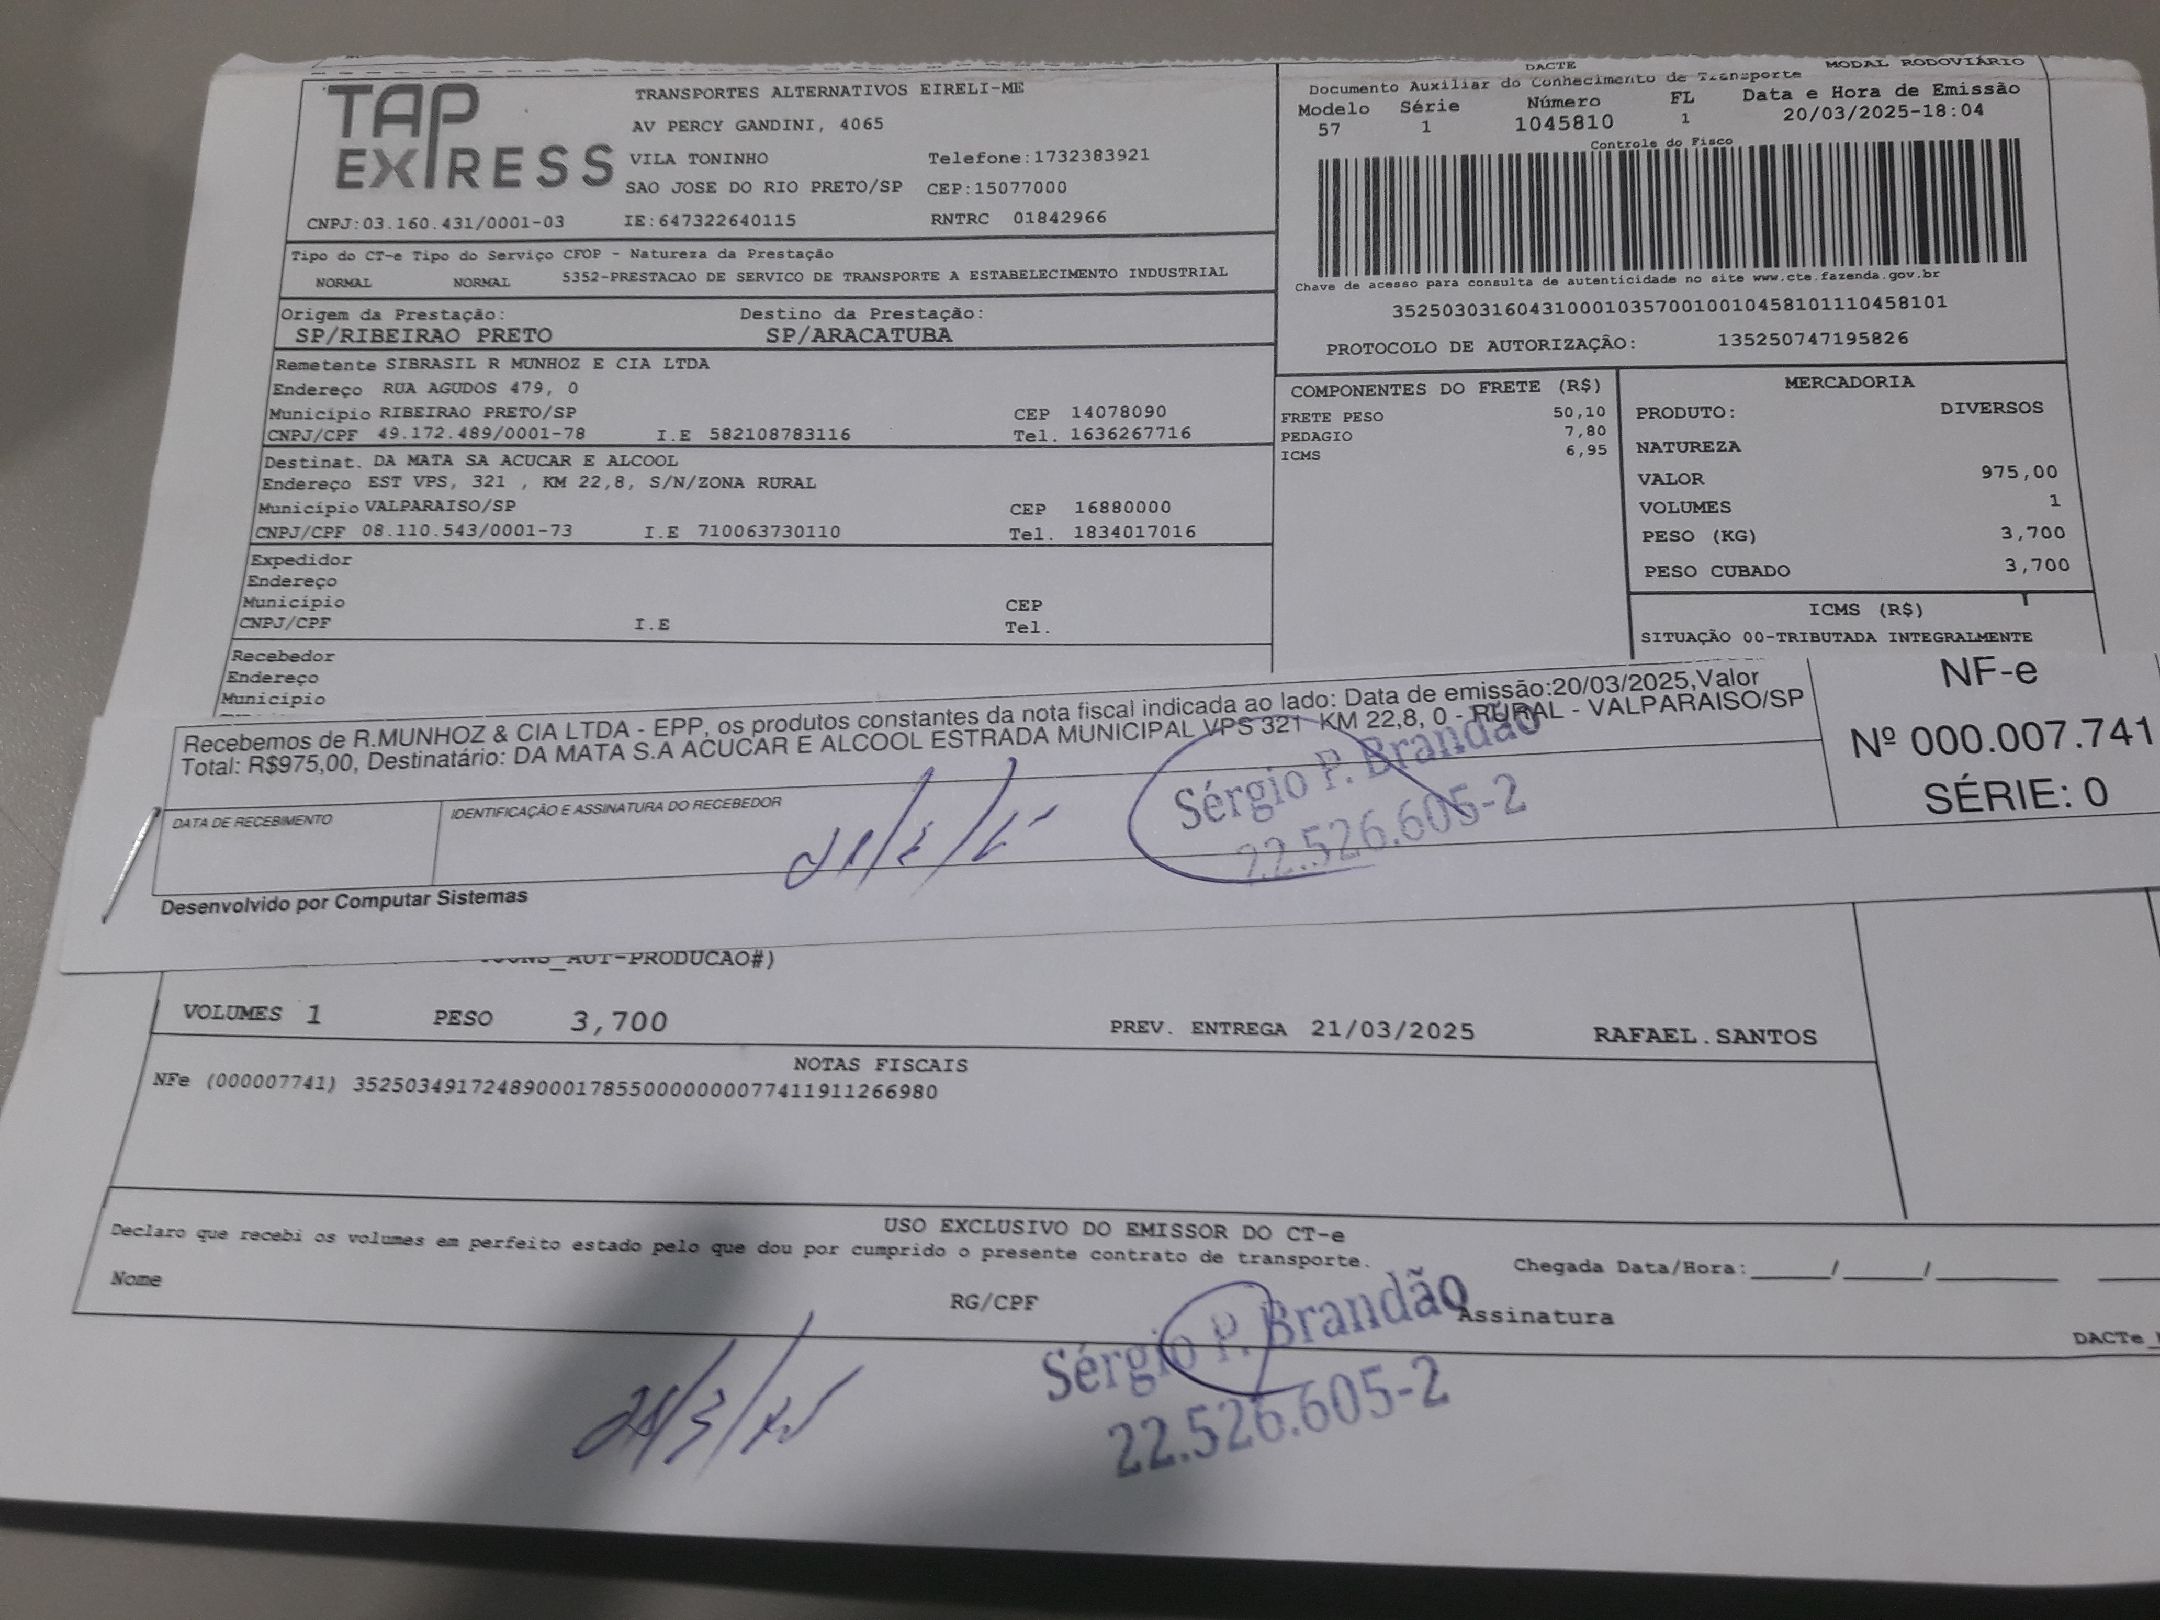 TAP
EXPRESS
TRANSPORTES ALTERNATIVOS EIRELI-ME
AV PERCY GANDINI, 4065
VILA TONINHO Telefone:1732383921
SAO JOSE DO RIO PRETO/SP CEP:15077000
CNPJ:03.160.431/0001-03 IE:647322640115 RNTRC 01842966
DACTE MODAL RODOVIÁRIO
Documento Auxiliar do Conhecimento de Transporte
Modelo Série Número FL Data e Hora de Emissão
57 1 1045810 1 20/03/2025-18:04
Controle do Fisco
Chave de acesso para consulta de autenticidade no site www.cte.fazenda.gov.br
35250303160431000103570010010458101110458101
PROTOCOLO DE AUTORIZAÇÃO: 135250747195826
Tipo do CT-e Tipo do Serviço CFOP - Natureza da Prestação
NORMAL NORMAL 5352-PRESTACAO DE SERVICO DE TRANSPORTE A ESTABELECIMENTO INDUSTRIAL
Origem da Prestação: Destino da Prestação:
SP/RIBEIRAO PRETO SP/ARACATUBA
Remetente SIBRASIL R MUNHOZ E CIA LTDA
Endereço RUA AGUDOS 479, 0
Município RIBEIRAO PRETO/SP CEP 14078090
CNPJ/CPF 49.172.489/0001-78 I.E 582108783116 Tel. 1636267716
Destinat. DA MATA SA ACUCAR E ALCOOL
Endereço EST VPS, 321 , KM 22,8, S/N/ZONA RURAL
Município VALPARAISO/SP CEP 16880000
CNPJ/CPF 08.110.543/0001-73 I.E 710063730110 Tel. 1834017016
Expedidor
Endereço
Município CEP
CNPJ/CPF I.E Tel.
Recebedor
Endereço
Município
COMPONENTES DO FRETE (R$)
FRETE PESO 50,10
PEDAGIO 7,80
ICMS 6,95
MERCADORIA
PRODUTO: DIVERSOS
NATUREZA
VALOR 975,00
VOLUMES 1
PESO (KG) 3,700
PESO CUBADO 3,700
ICMS (R$)
SITUAÇÃO 00-TRIBUTADA INTEGRALMENTE
Recebemos de R.MUNHOZ & CIA LTDA - EPP, os produtos constantes da nota fiscal indicada ao lado: Data de emissão:20/03/2025,Valor
Total: R$975,00, Destinatário: DA MATA S.A ACUCAR E ALCOOL ESTRADA MUNICIPAL VPS 321 KM 22,8, 0 - RURAL - VALPARAISO/SP
NF-e
Nº 000.007.741
SÉRIE: 0
DATA DE RECEBIMENTO IDENTIFICAÇÃO E ASSINATURA DO RECEBEDOR
Sérgio P. Brandão
22.526.605-2
Desenvolvido por Computar Sistemas
AUT-PRODUCAO#)
VOLUMES 1 PESO 3,700 PREV. ENTREGA 21/03/2025 RAFAEL.SANTOS
NOTAS FISCAIS
NFe (000007741) 35250349172489000178550000000077411911266980
USO EXCLUSIVO DO EMISSOR DO CT-e
Declaro que recebi os volumes em perfeito estado pelo que dou por cumprido o presente contrato de transporte.
Chegada Data/Hora:_____/_____/________
Nome RG/CPF Assinatura
DACTe_
Sérgio P. Brandão
22.526.605-2